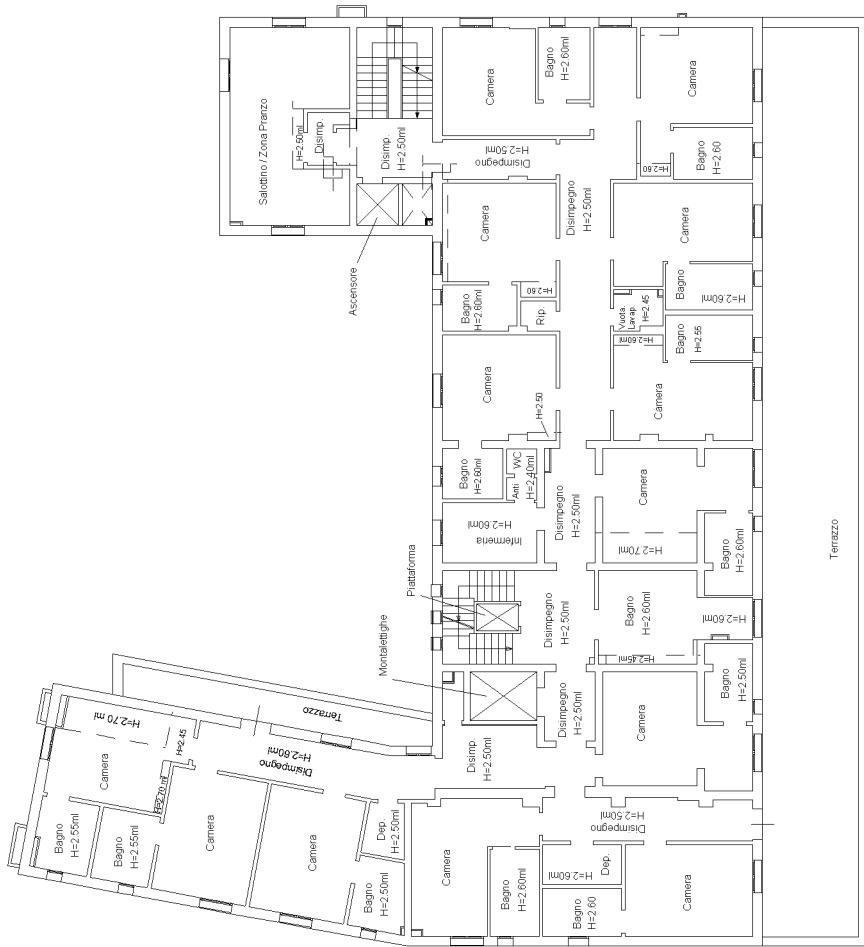 Camera
Bagno
H=2.60ml
Camera
Salottino / Zona Pranzo
H=2.50ml
Disimp.
Disimp.
H=2.50ml
Disimpegno
H=2.50ml
Bagno
H=2.60
H=2.60
Camera
Disimpegno
H=2.50ml
Camera
Ascensore
Bagno
H=2.60ml
H=2.60
Rip.
Vuota.
Lavap.
H=2.45
Bagno
H=2.60ml
H=2.60ml
Bagno
H=2.55
Camera
H=2.50
Camera
Bagno
H=2.60ml
Anti
WC
H=2.40ml
Disimpegno
H=2.50ml
Camera
H=2.70ml
Infermeria
H=2.60ml
Bagno
H=2.60ml
Terrazzo
Piattaforma
Disimpegno
H=2.50ml
Bagno
H=2.60ml
H=2.60ml
H=2.45ml
Montalettighe
Disimpegno
H=2.50ml
Camera
Bagno
H=2.50ml
Terrazzo
H=2.70 ml
H=2.45
Camera
H=2.70 ml
Disimpegno
H=2.60ml
Disimp.
H=2.50ml
Bagno
H=2.55ml
Bagno
H=2.55ml
Camera
Camera
Dep.
H=2.50ml
Bagno
H=2.50ml
Camera
Bagno
H=2.60ml
Disimpegno
H=2.50ml
Dep.
H=2.60ml
Bagno
H=2.60
Camera